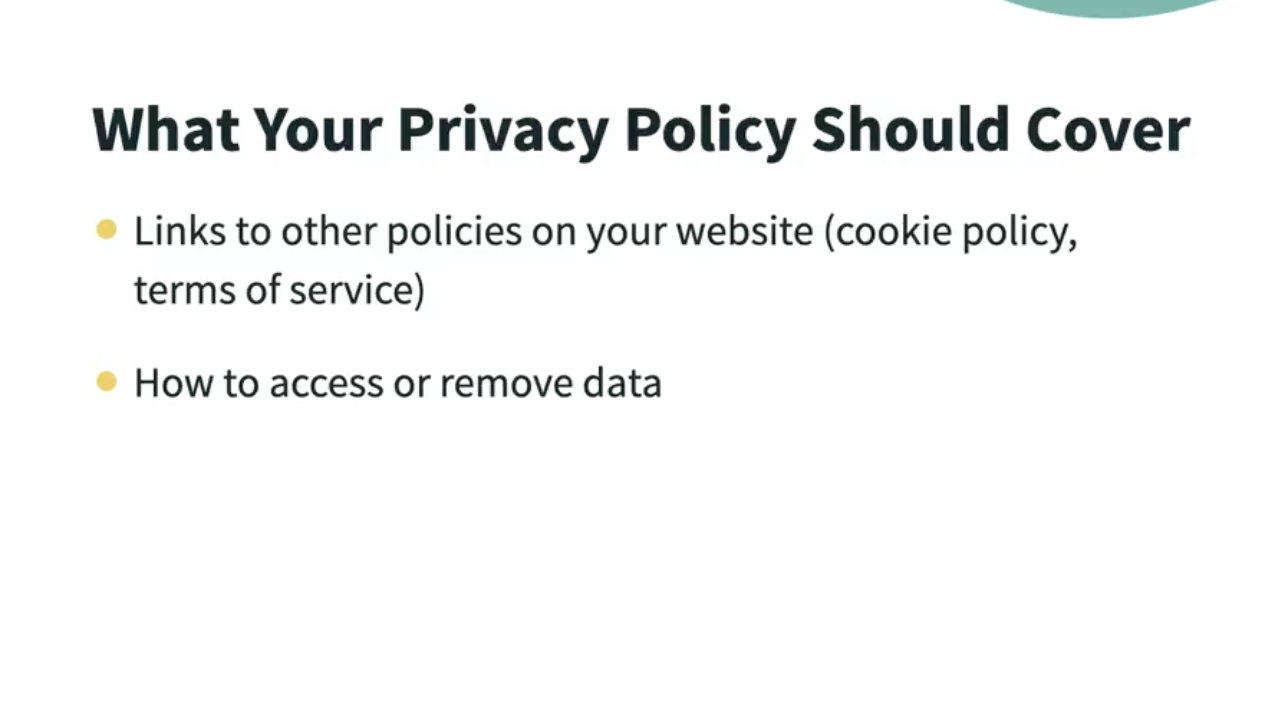 What Your Privacy Policy Should Cover
Links to other policies on your website (cookie policy,
terms of service)
How to access or remove data